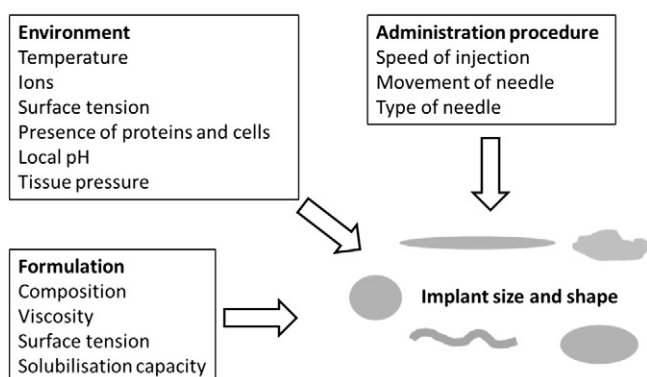 Environment
Temperature
Ions
Surface tension
Presence of proteins and cells
Local pH
Tissue pressure
Administration procedure
Speed of injection
Movement of needle
Type of needle
Formulation
Composition
Viscosity
Surface tension
Solubilisation capacity
Implant size and shape